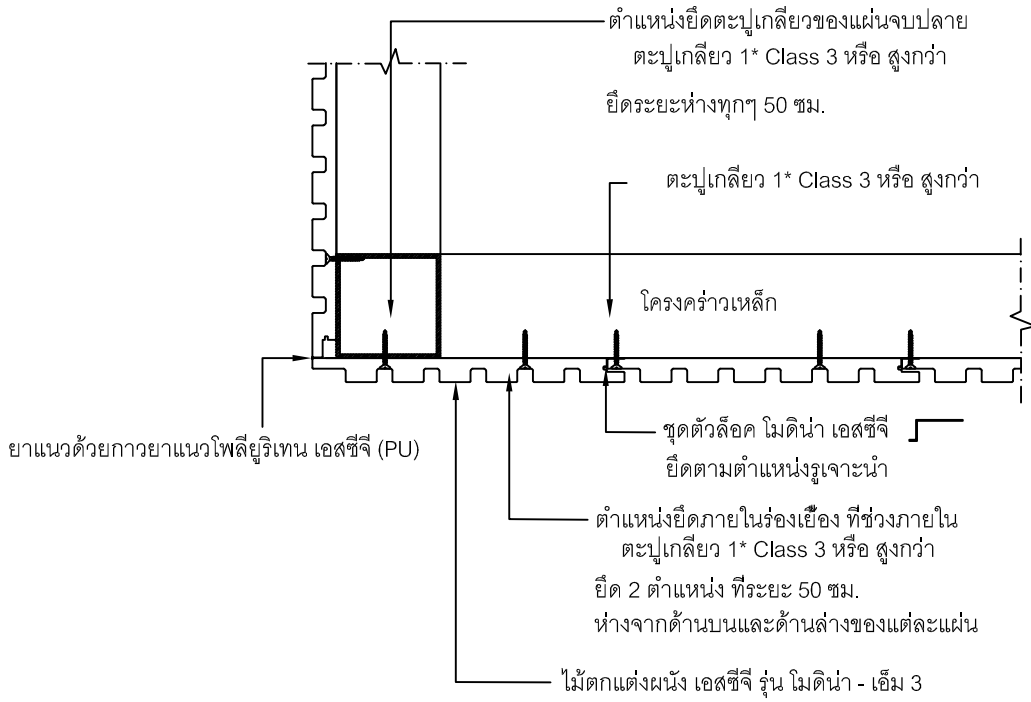 ตำแหน่งยึดตะปูเกลียวของแผ่นจบปลาย
ตะปูเกลียว 1* Class 3 หรือ สูงกว่า
ยึดระยะห่างทุกๆ 50 ซม.
ตะปูเกลียว 1* Class 3 หรือ สูงกว่า
โครงคร่าวเหล็ก
ชุดตัวล็อค โมดิน่า เอสซีจี
ยึดตามตำแหน่งรูเจาะนำ
ยาแนวด้วยกาวยาแนวโพลียูริเทน เอสซีจี (PU)
ตำแหน่งยึดภายในร่องเยื้อง ที่ช่วงภายใน
ตะปูเกลียว 1* Class 3 หรือ สูงกว่า
ยึด 2 ตำแหน่ง ที่ระยะ 50 ซม.
ห่างจากด้านบนและด้านล่างของแต่ละแผ่น
ไม้ตกแต่งผนัง เอสซีจี รุ่น โมดิน่า - เอ็ม 3